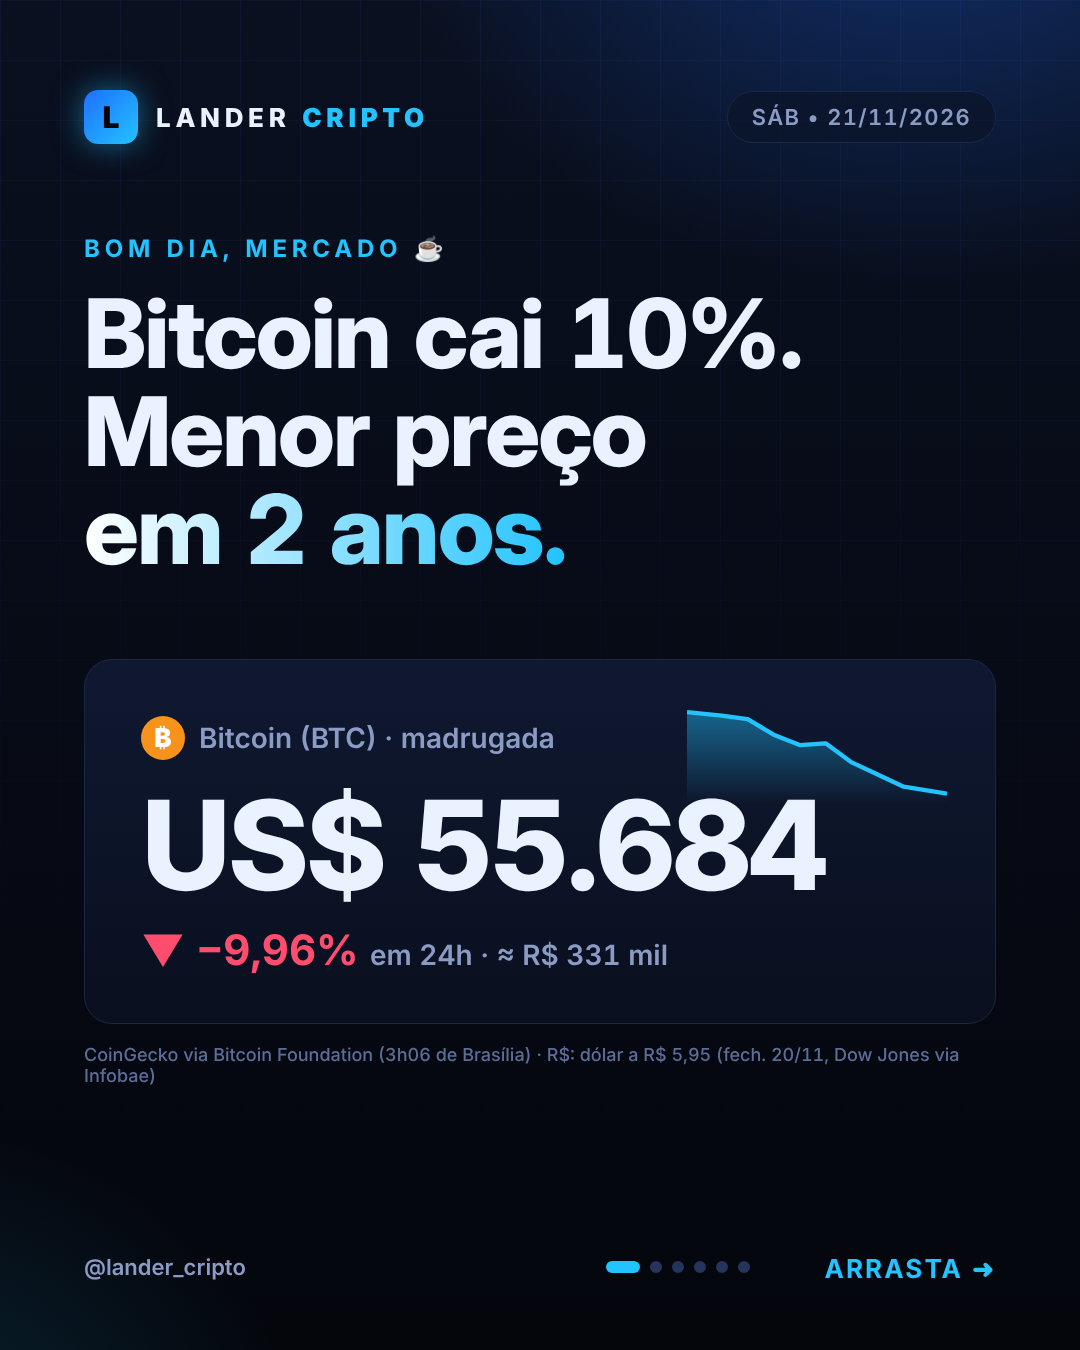 L LANDER CRIPTO
SÁB • 21/11/2026
BOM DIA, MERCADO ☕
Bitcoin cai 10%.
Menor preço
em 2 anos.
₿ Bitcoin (BTC) · madrugada
US$ 55.684
▼ −9,96% em 24h · ≈ R$ 331 mil
CoinGecko via Bitcoin Foundation (3h06 de Brasília) · R$: dólar a R$ 5,95 (fech. 20/11, Dow Jones via
Infobae)
@lander_cripto
ARRASTA ➜